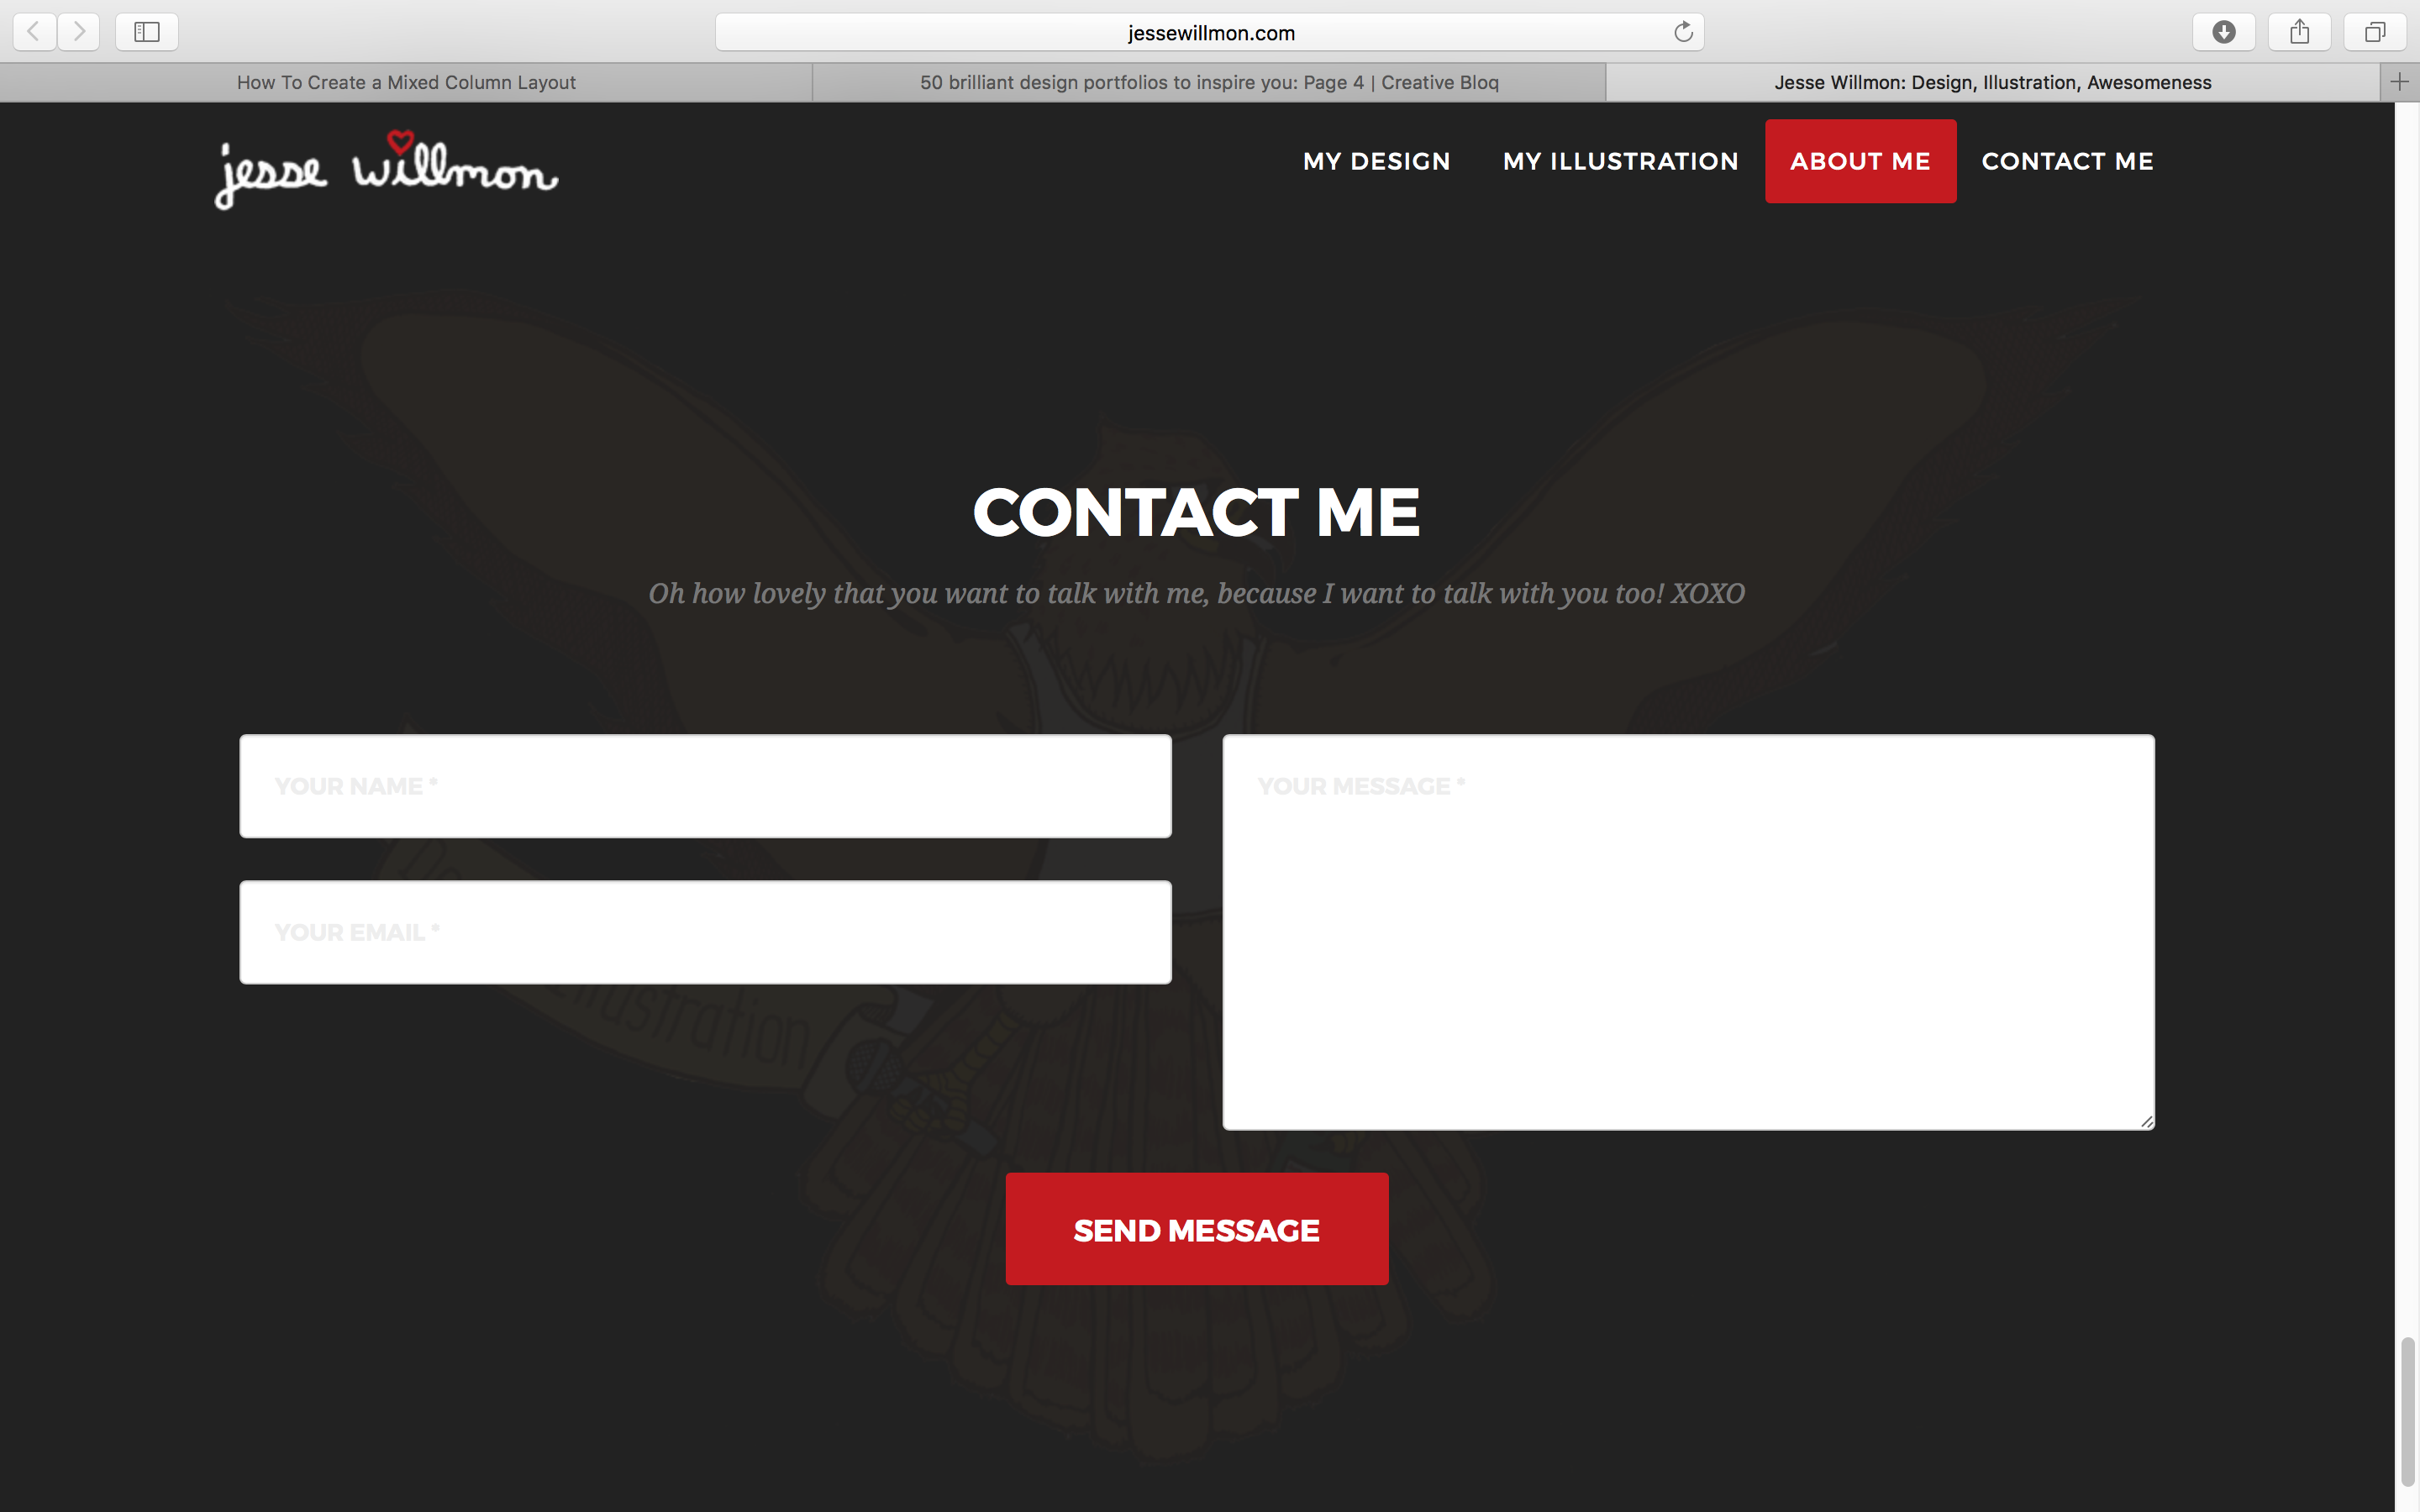 jessewillmon.com
How To Create a Mixed Column Layout
50 brilliant design portfolios to inspire you: Page 4 | Creative Bloq
Jesse Willmon: Design, Illustration, Awesomeness
jesse willmon
MY DESIGN
MY ILLUSTRATION
ABOUT ME
CONTACT ME
CONTACT ME
Oh how lovely that you want to talk with me, because I want to talk with you too! XOXO
YOUR NAME *
YOUR MESSAGE *
YOUR EMAIL *
SEND MESSAGE